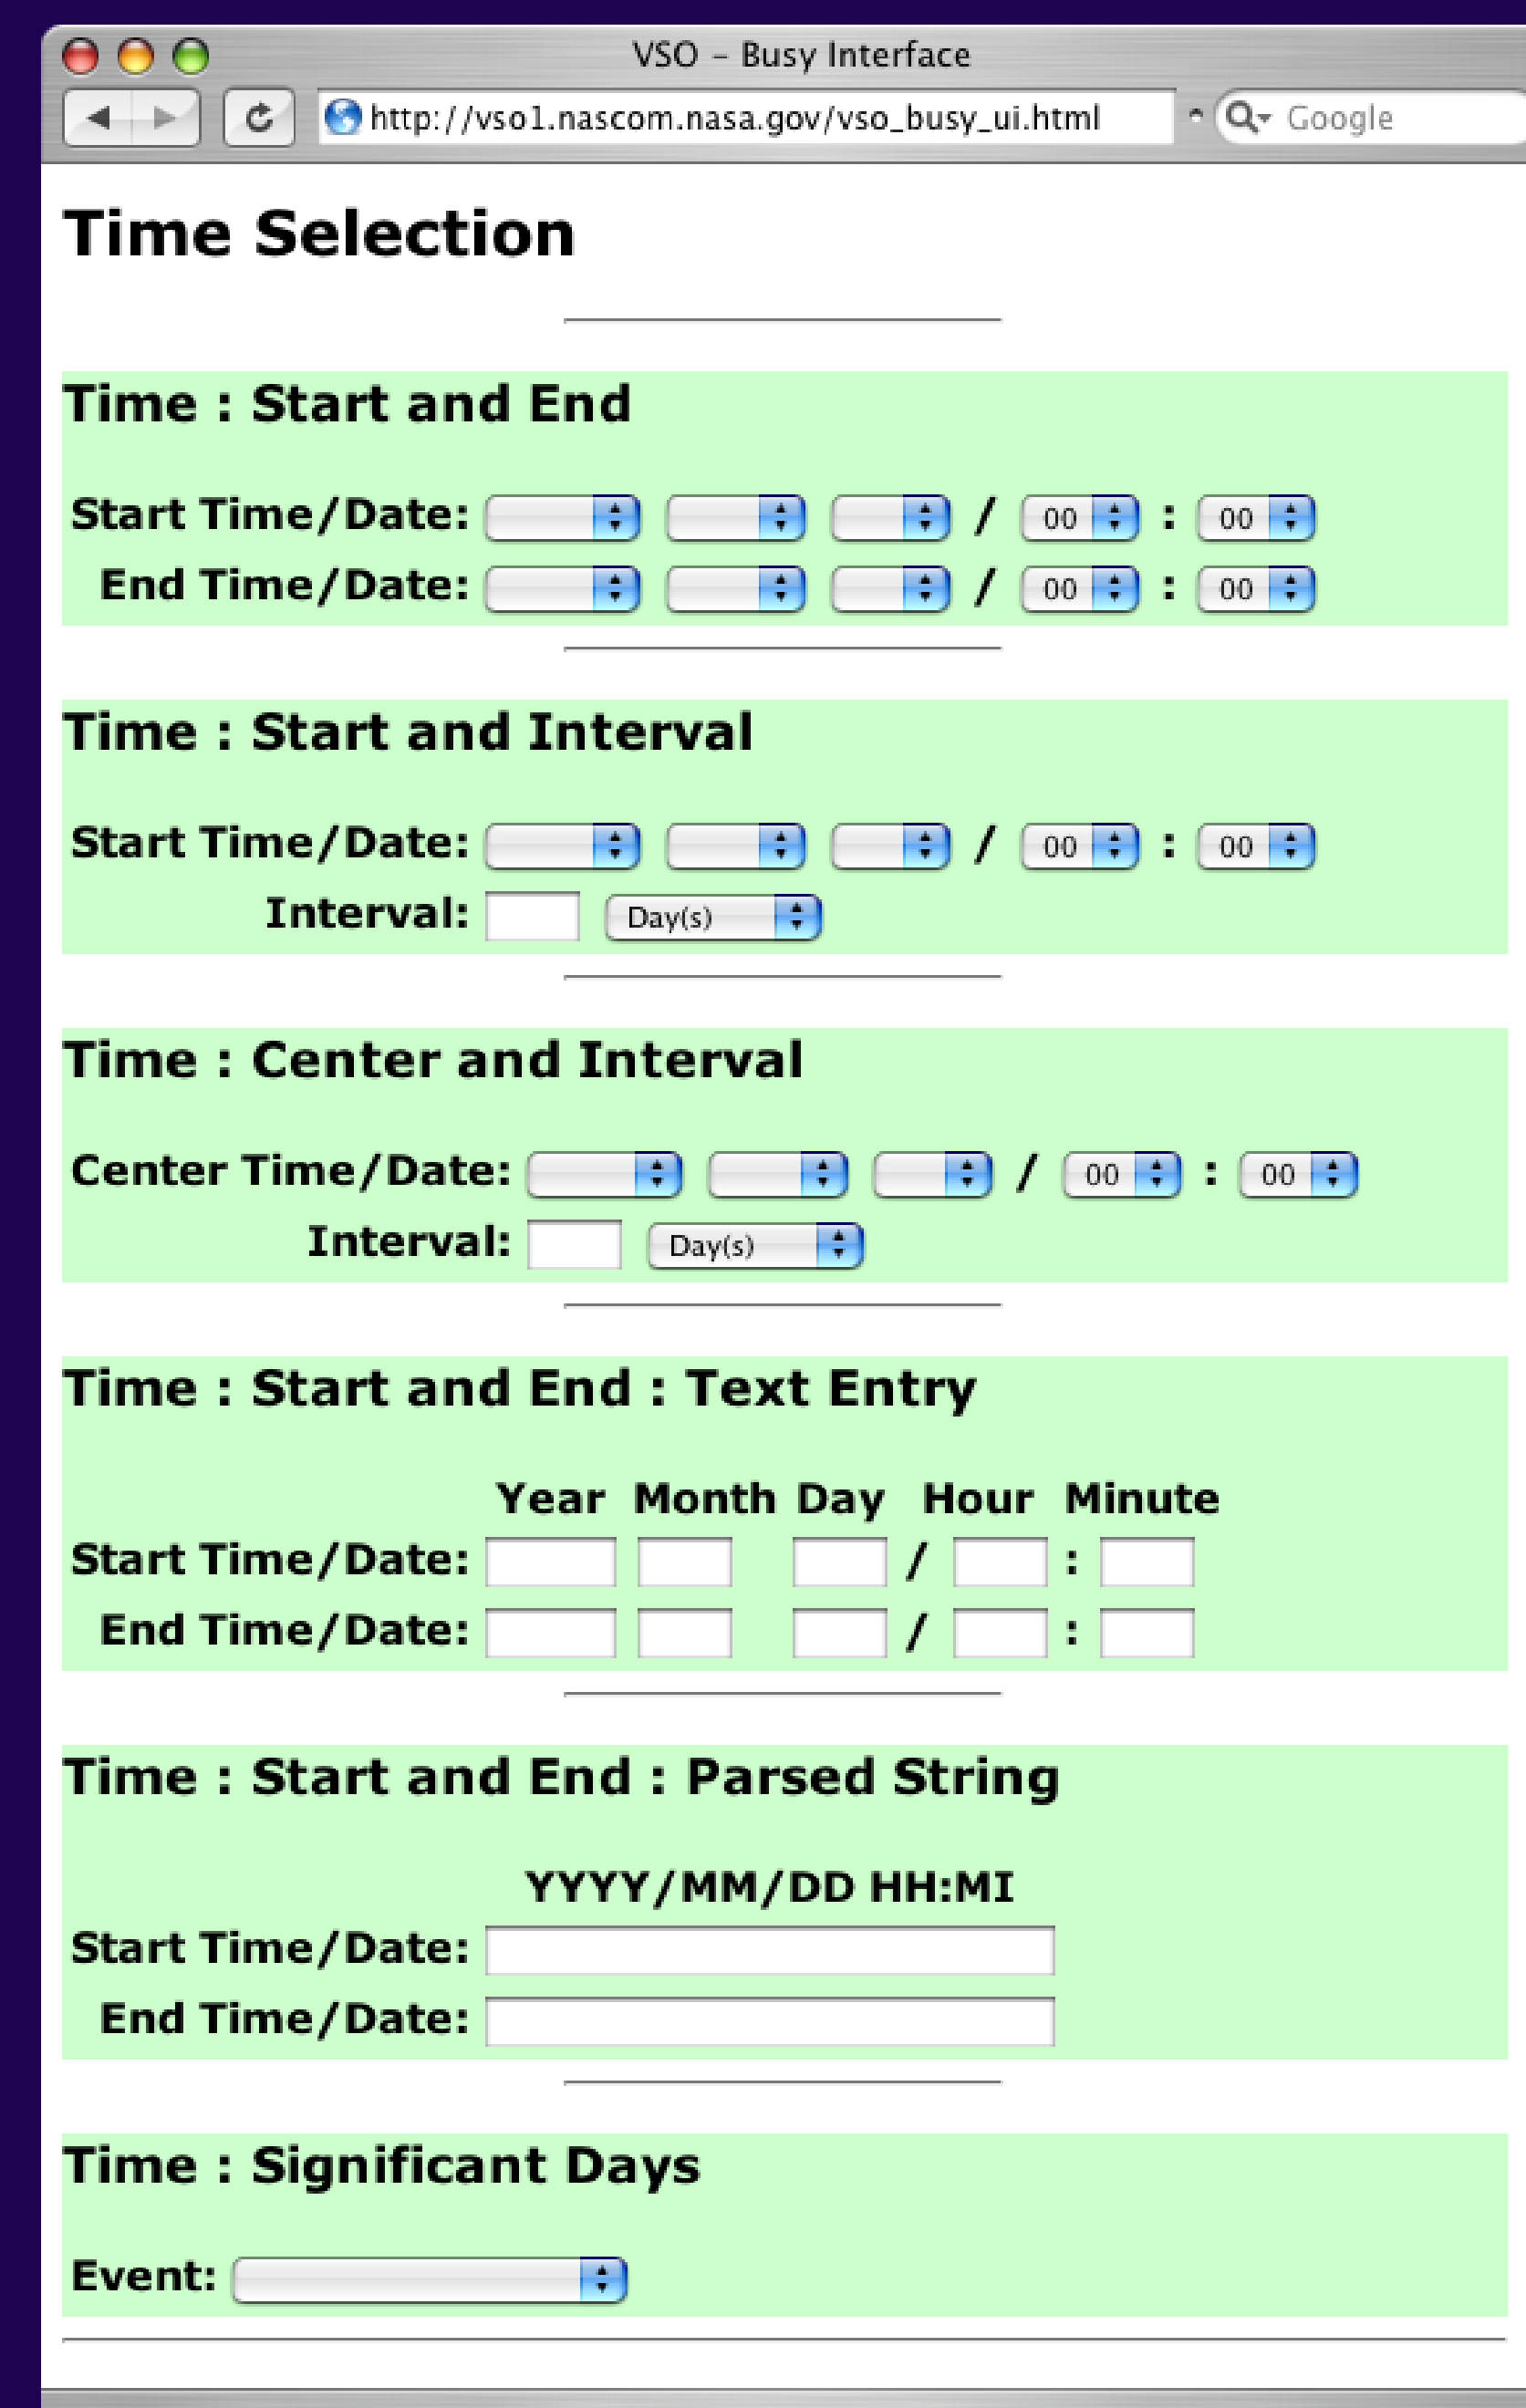 VSO – Busy Interface
http://vso1.nascom.nasa.gov/vso_busy_ui.html Google
Time Selection
Time : Start and End
Start Time/Date: / 00 : 00
End Time/Date: / 00 : 00
Time : Start and Interval
Start Time/Date: / 00 : 00
Interval: Day(s)
Time : Center and Interval
Center Time/Date: / 00 : 00
Interval: Day(s)
Time : Start and End : Text Entry
Year Month Day Hour Minute
Start Time/Date: / :
End Time/Date: / :
Time : Start and End : Parsed String
YYYY/MM/DD HH:MI
Start Time/Date:
End Time/Date:
Time : Significant Days
Event: